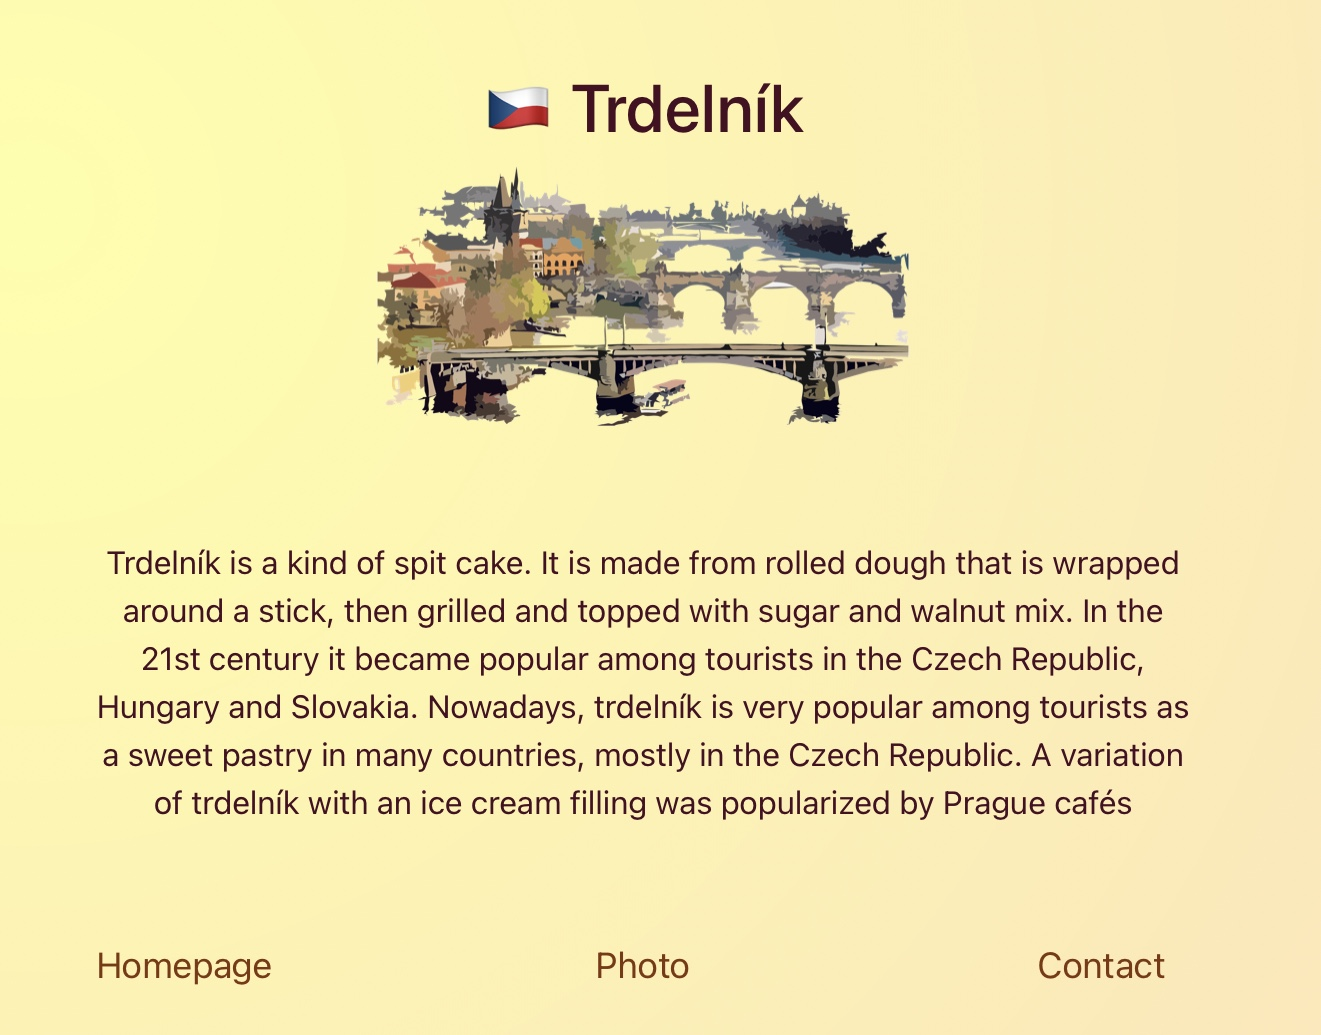 🇨🇿 Trdelník
Trdelník is a kind of spit cake. It is made from rolled dough that is wrapped
around a stick, then grilled and topped with sugar and walnut mix. In the
21st century it became popular among tourists in the Czech Republic,
Hungary and Slovakia. Nowadays, trdelník is very popular among tourists as
a sweet pastry in many countries, mostly in the Czech Republic. A variation
of trdelník with an ice cream filling was popularized by Prague cafés
Homepage
Photo
Contact